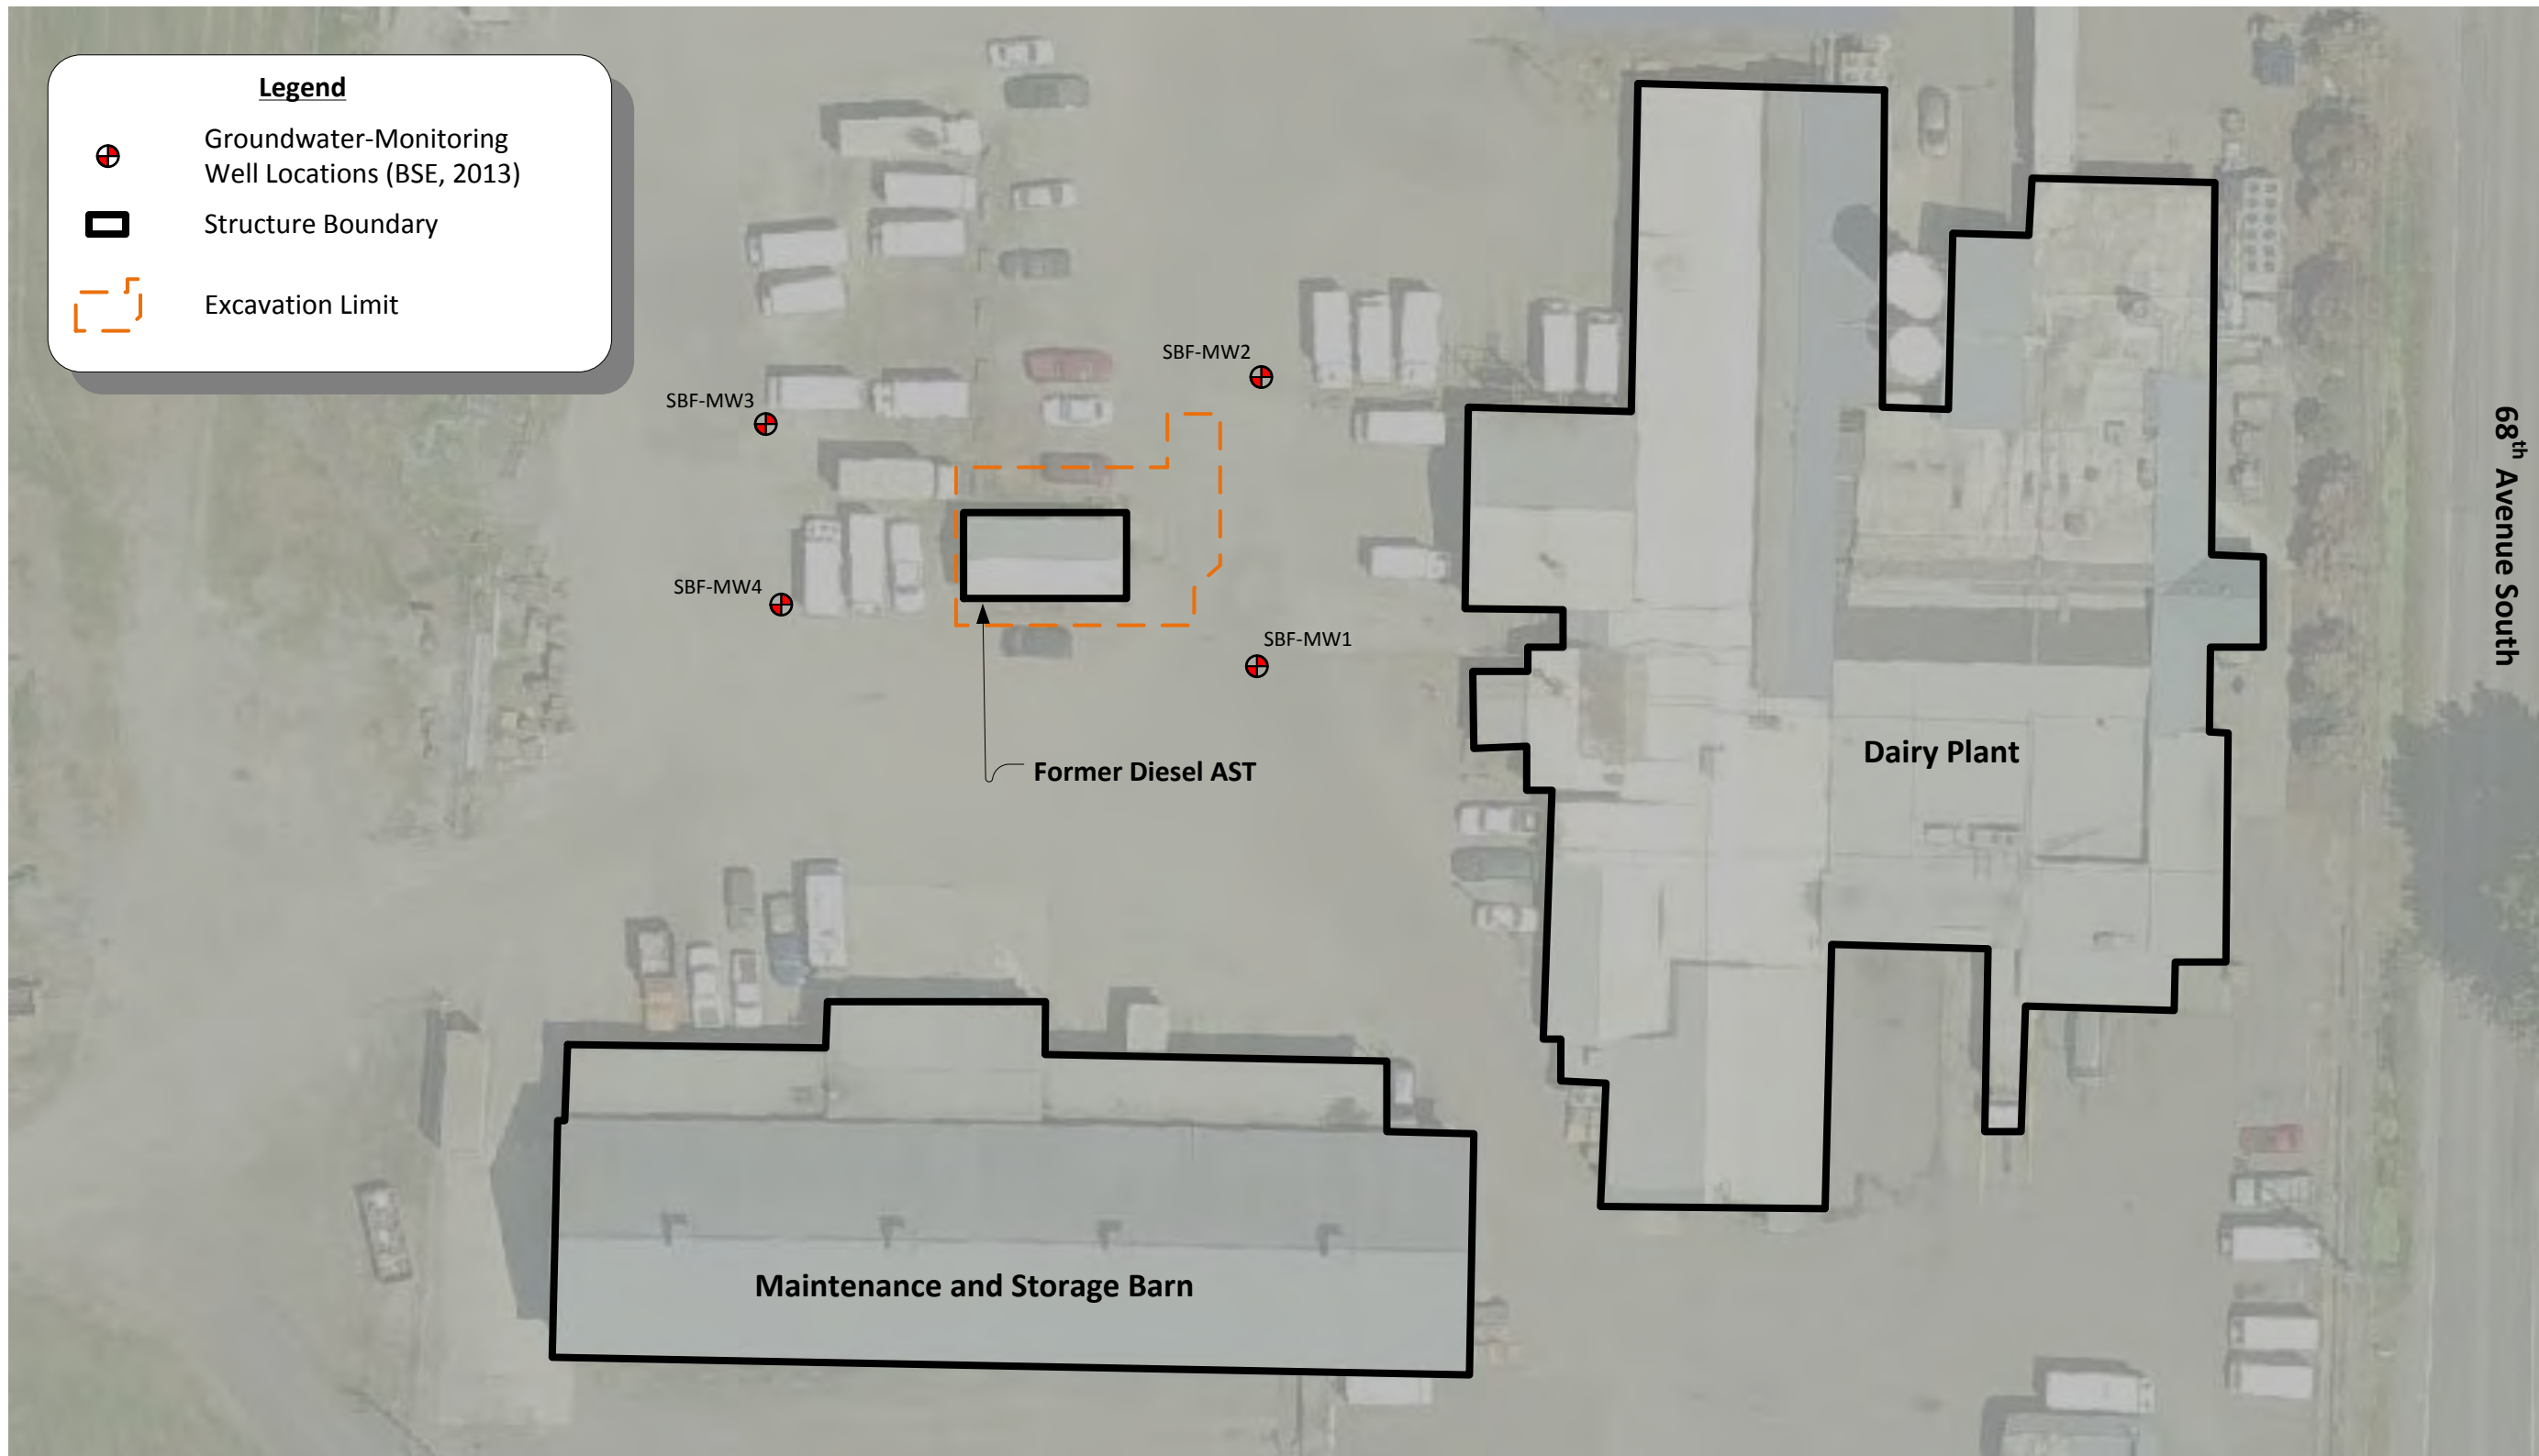 Legend
Groundwater-Monitoring
Well Locations (BSE, 2013)
Structure Boundary
Excavation Limit
SBF-MW2
SBF-MW3
SBF-MW4
SBF-MW1
Former Diesel AST
Dairy Plant
68th Avenue South
Maintenance and Storage Barn